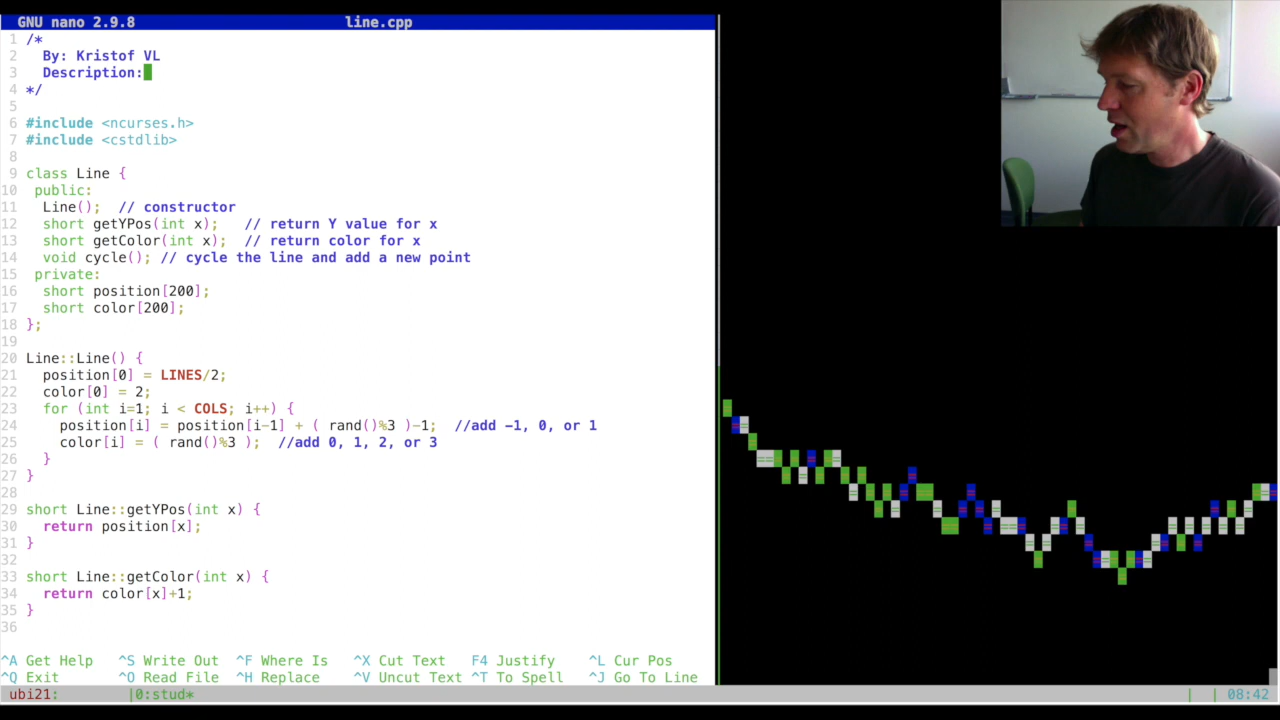 GNU nano 2.9.8 line.cpp
1 /*
2 By: Kristof VL
3 Description:
4 */
5
6 #include <ncurses.h>
7 #include <cstdlib>
8
9 class Line {
10 public:
11 Line(); // constructor
12 short getYPos(int x); // return Y value for x
13 short getColor(int x); // return color for x
14 void cycle(); // cycle the line and add a new point
15 private:
16 short position[200];
17 short color[200];
18 };
19
20 Line::Line() {
21 position[0] = LINES/2;
22 color[0] = 2;
23 for (int i=1; i < COLS; i++) {
24 position[i] = position[i-1] + ( rand()%3 )-1; //add -1, 0, or 1
25 color[i] = ( rand()%3 ); //add 0, 1, 2, or 3
26 }
27 }
28
29 short Line::getYPos(int x) {
30 return position[x];
31 }
32
33 short Line::getColor(int x) {
34 return color[x]+1;
35 }
36
^A Get Help ^S Write Out ^F Where Is ^X Cut Text F4 Justify ^L Cur Pos
^Q Exit ^O Read File ^H Replace ^V Uncut Text ^T To Spell ^J Go To Line
ubi21: |0:stud* | | 08:42